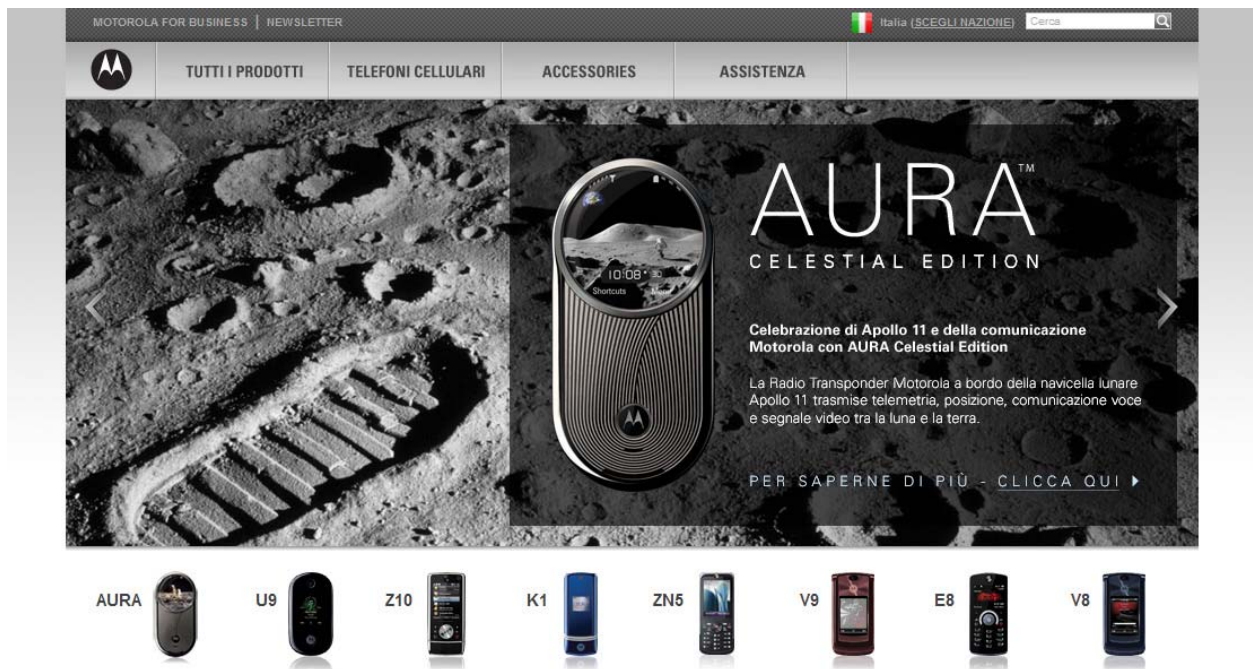 MOTOROLA FOR BUSINESS | NEWSLETTER
Italia (SCEGLI NAZIONE) Cerca
TUTTI I PRODOTTI TELEFONI CELLULARI ACCESSORIES ASSISTENZA
AURA™
CELESTIAL EDITION
10:08
Shortcuts Menu
Celebrazione di Apollo 11 e della comunicazione
Motorola con AURA Celestial Edition
La Radio Transponder Motorola a bordo della navicella lunare
Apollo 11 trasmise telemetria, posizione, comunicazione voce
e segnale video tra la luna e la terra.
PER SAPERNE DI PIÙ - CLICCA QUI
AURA U9 Z10 K1 ZN5 V9 E8 V8